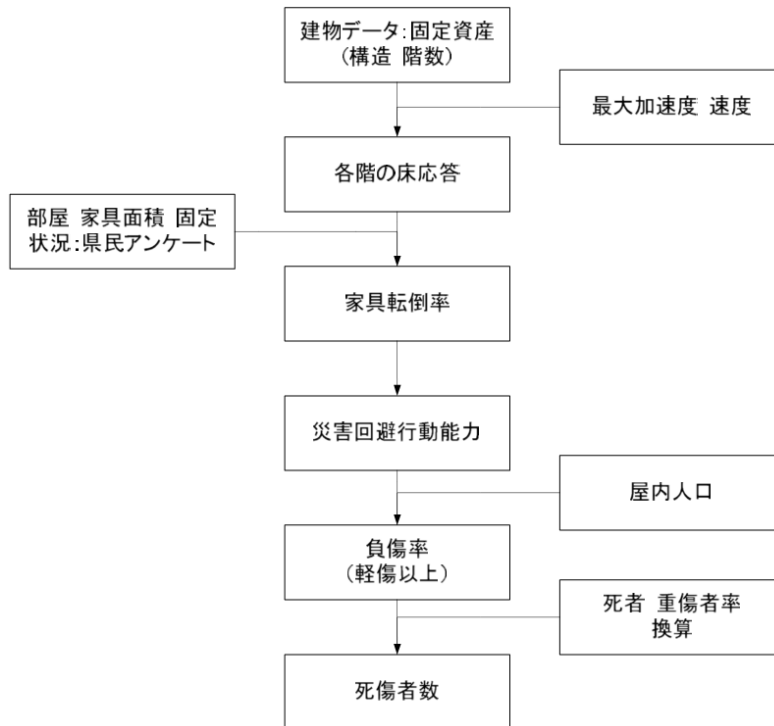 建物データ:固定資産
(構造 階数)
最大加速度 速度
各階の床応答
部屋 家具面積 固定
状況:県民アンケート
家具転倒率
災害回避行動能力
屋内人口
負傷率
(軽傷以上)
死者 重傷者率
換算
死傷者数